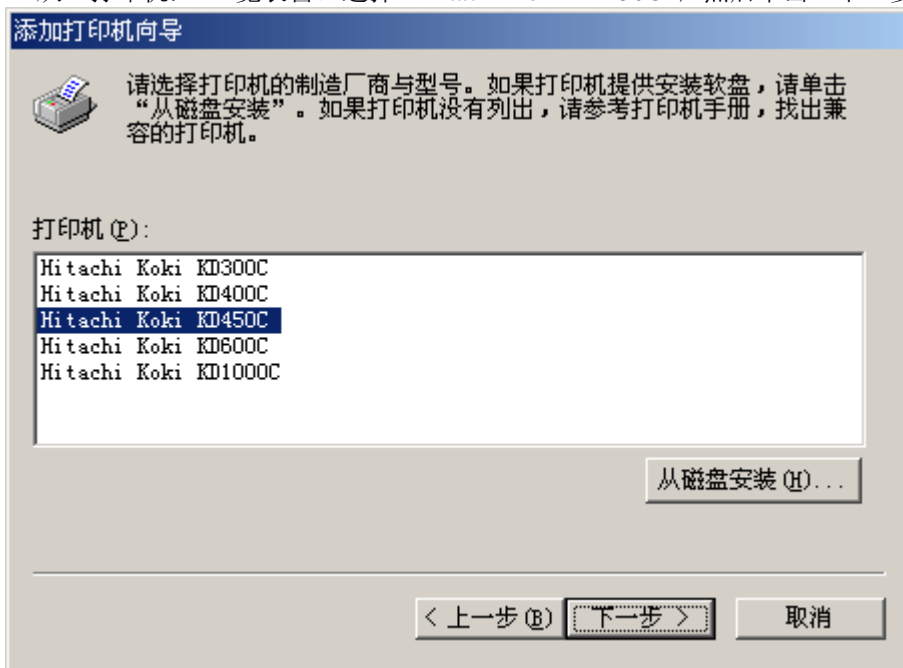 添加打印机向导
请选择打印机的制造厂商与型号。如果打印机提供安装软盘，请单击
“从磁盘安装”。如果打印机没有列出，请参考打印机手册，找出兼
容的打印机。
打印机(P):
Hitachi Koki KD300C
Hitachi Koki KD400C
Hitachi Koki KD450C
Hitachi Koki KD600C
Hitachi Koki KD1000C
从磁盘安装(H)...
< 上一步(B) 下一步 > 取消